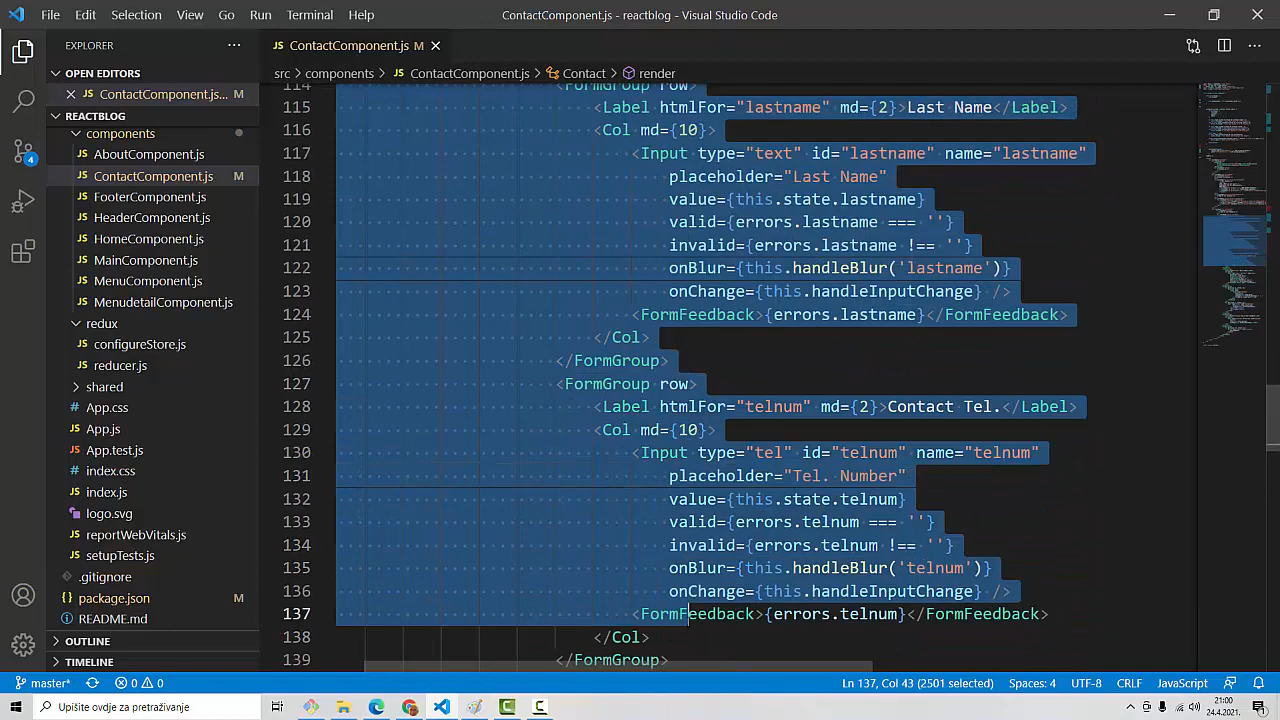 File Edit Selection View Go Run Terminal Help
ContactComponent.js - reactblog - Visual Studio Code
EXPLORER
ContactComponent.js M
OPEN EDITORS
src components ContactComponent.js Contact render
ContactComponent.js... M
REACTBLOG
components
AboutComponent.js
ContactComponent.js M
FooterComponent.js
HeaderComponent.js
HomeComponent.js
MainComponent.js
MenuComponent.js
MenudetailComponent.js
redux
configureStore.js
reducer.js
shared
App.css
App.js
App.test.js
index.css
index.js
logo.svg
reportWebVitals.js
setupTests.js
.gitignore
package.json
README.md
OUTLINE
TIMELINE
4
114 <FormGroup row>
115 <Label htmlFor="lastname" md={2}>Last Name</Label>
116 <Col md={10}>
117 <Input type="text" id="lastname" name="lastname"
118 placeholder="Last Name"
119 value={this.state.lastname}
120 valid={errors.lastname === ''}
121 invalid={errors.lastname !== ''}
122 onBlur={this.handleBlur('lastname')}
123 onChange={this.handleInputChange} />
124 <FormFeedback>{errors.lastname}</FormFeedback>
125 </Col>
126 </FormGroup>
127 <FormGroup row>
128 <Label htmlFor="telnum" md={2}>Contact Tel.</Label>
129 <Col md={10}>
130 <Input type="tel" id="telnum" name="telnum"
131 placeholder="Tel. Number"
132 value={this.state.telnum}
133 valid={errors.telnum === ''}
134 invalid={errors.telnum !== ''}
135 onBlur={this.handleBlur('telnum')}
136 onChange={this.handleInputChange} />
137 <FormFeedback>{errors.telnum}</FormFeedback>
138 </Col>
139 </FormGroup>
master* 0 0 Ln 137, Col 43 (2501 selected) Spaces: 4 UTF-8 CRLF JavaScript
Upišite ovdje za pretraživanje
21:00
24.4.2021.